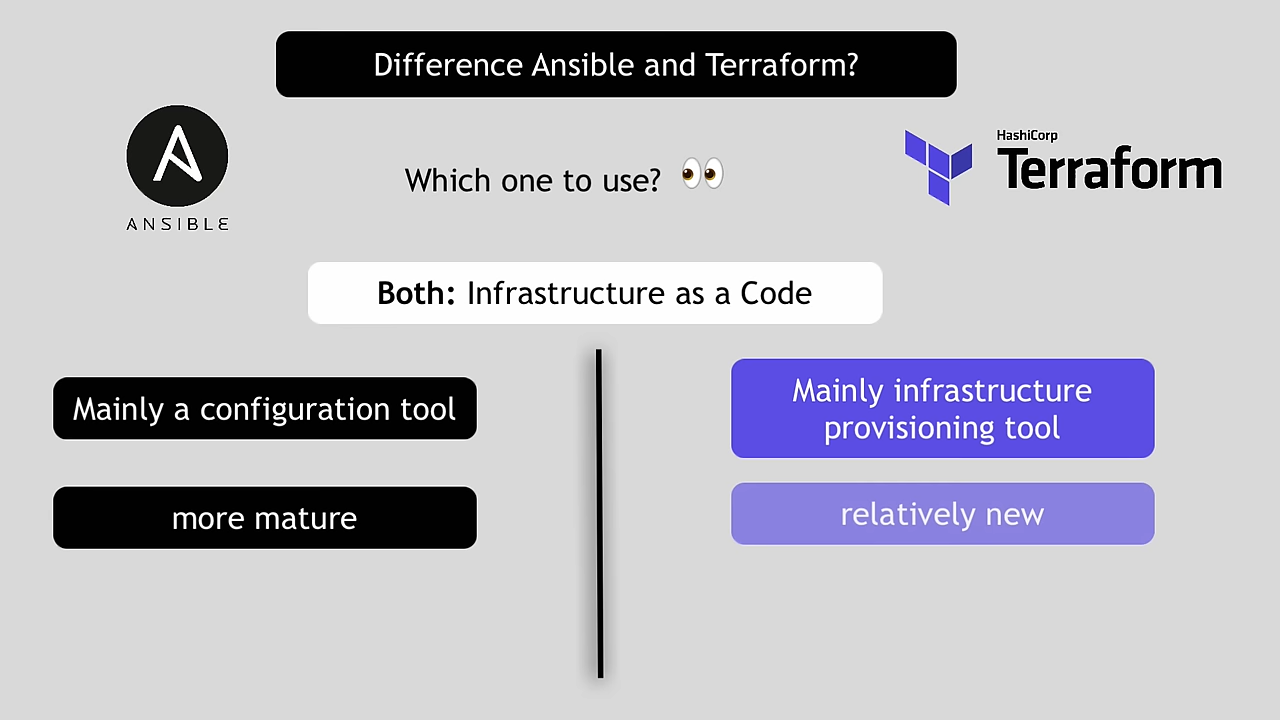 Difference Ansible and Terraform?
ANSIBLE
Which one to use? 👀
HashiCorp
Terraform
Both: Infrastructure as a Code
Mainly a configuration tool
Mainly infrastructure
provisioning tool
more mature
relatively new